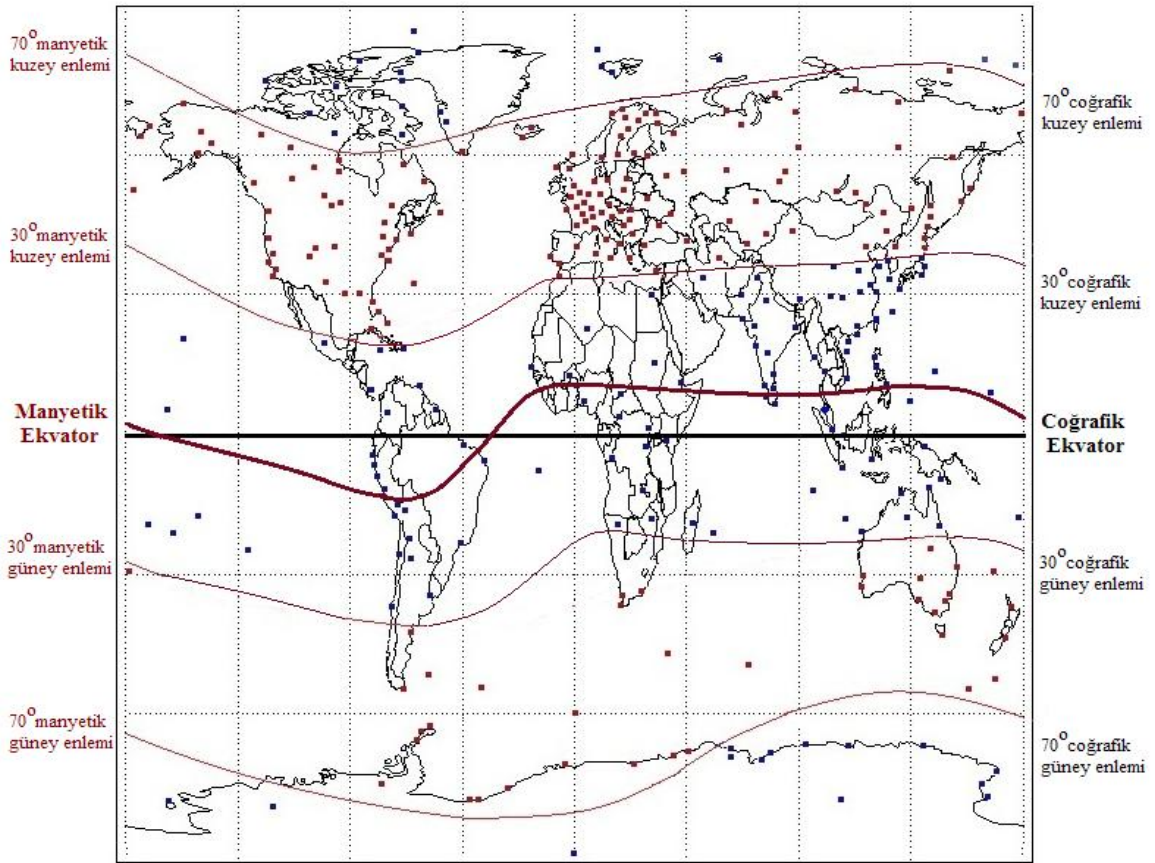 70°manyetik
kuzey enlemi
30°manyetik
kuzey enlemi
Manyetik
Ekvator
30°manyetik
güney enlemi
70°manyetik
güney enlemi
70°coğrafik
kuzey enlemi
30°coğrafik
kuzey enlemi
Coğrafik
Ekvator
30°coğrafik
güney enlemi
70°coğrafik
güney enlemi